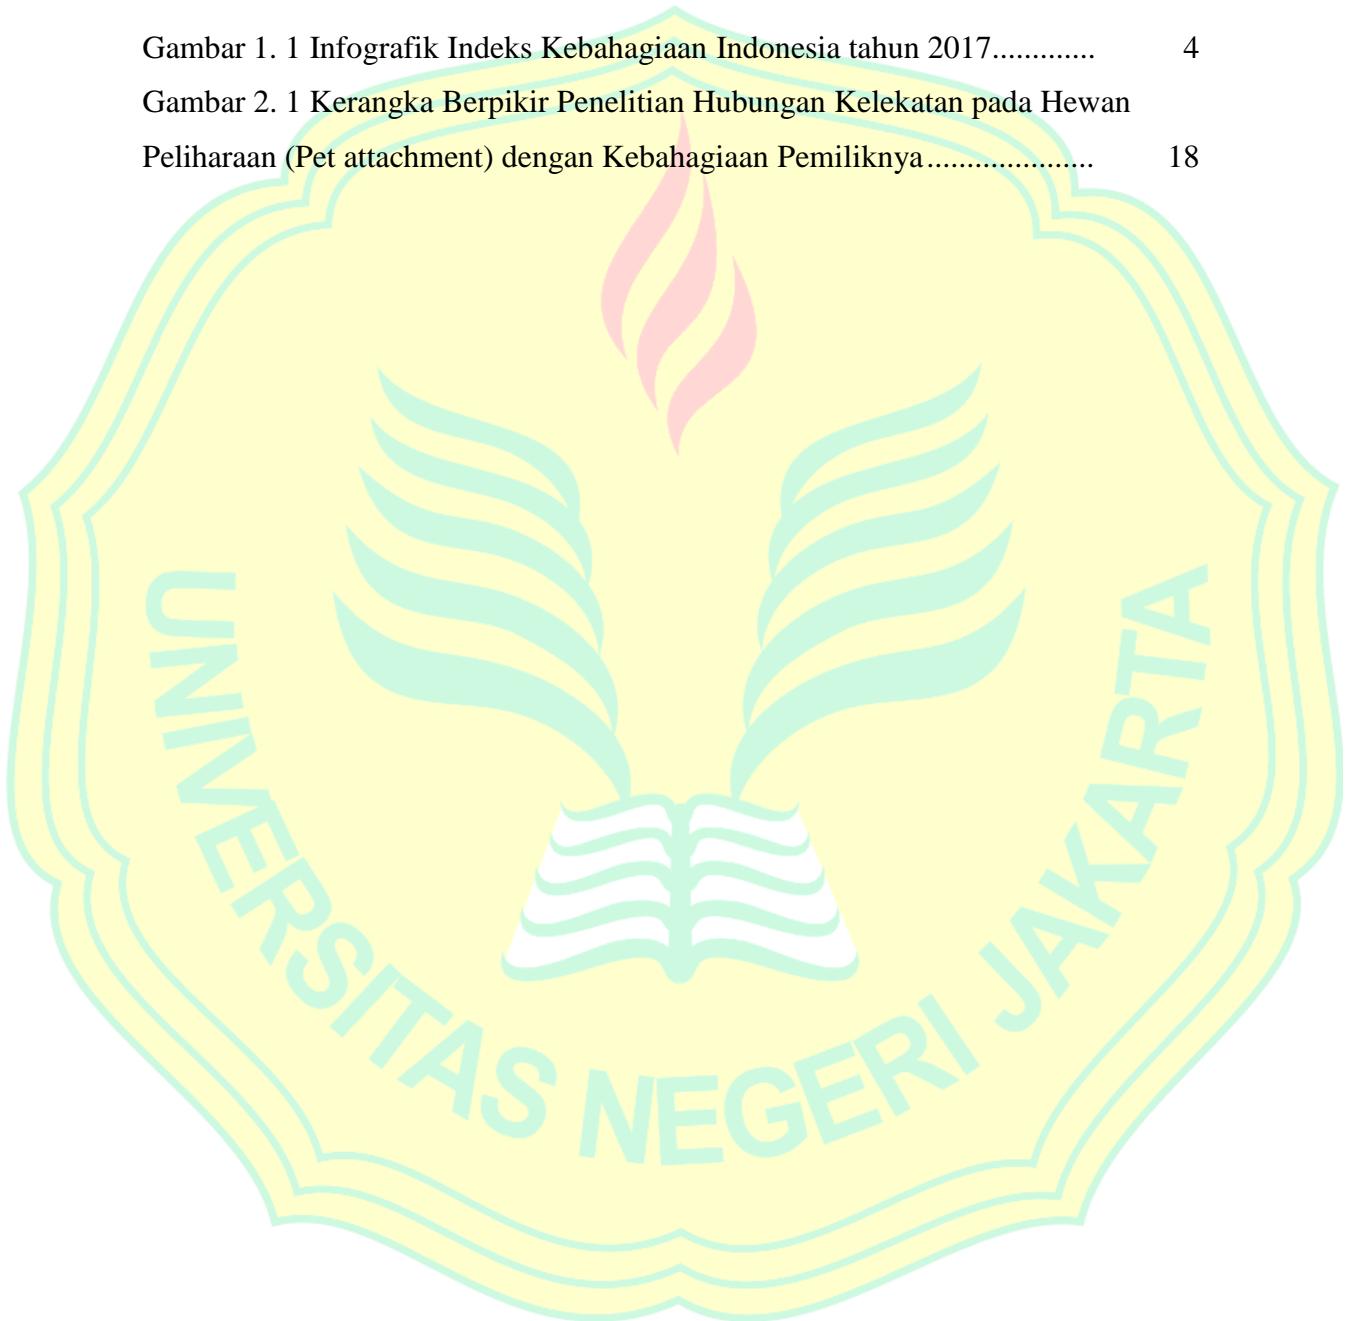 Gambar 1. 1 Infografik Indeks Kebahagiaan Indonesia tahun 2017............. 4
Gambar 2. 1 Kerangka Berpikir Penelitian Hubungan Kelekatan pada Hewan
Peliharaan (Pet attachment) dengan Kebahagiaan Pemiliknya.................... 18
UNIVERSITAS NEGERI JAKARTA